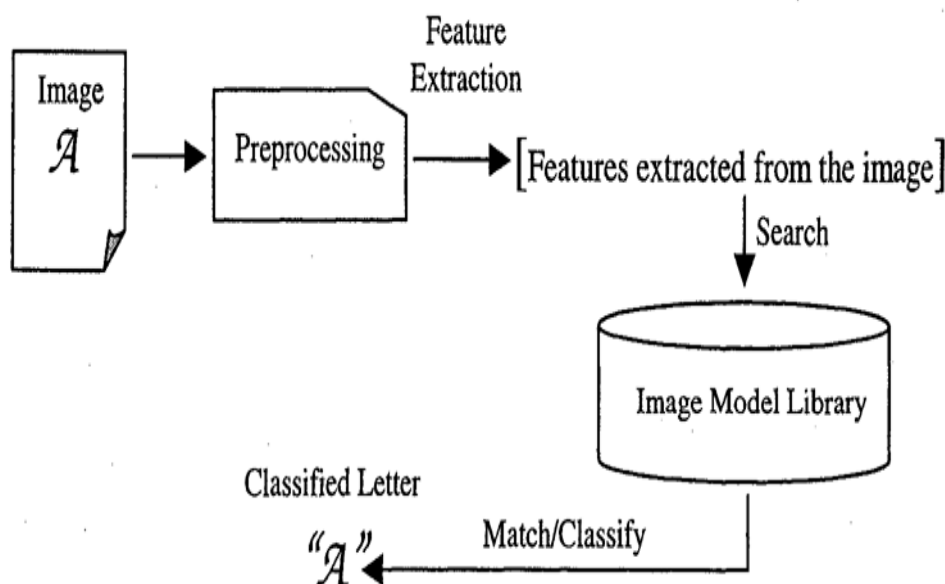 Feature
Extraction
Image
A
Preprocessing
[Features extracted from the image]
Search
Image Model Library
Classified Letter
Match/Classify
“A”